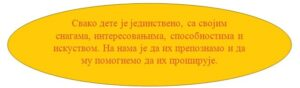 Свако дете је јединствено, са својим
снагама, интересовањима, способностима и
искуством. На нама је да их препознамо и да
му помогнемо да их проширује.